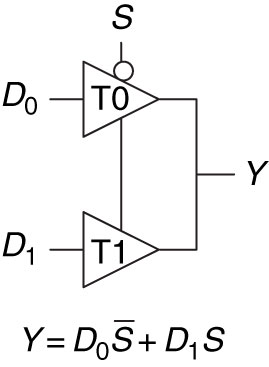 S
D₀ T0
Y
D₁ T1
Y = D₀S̅ + D₁S